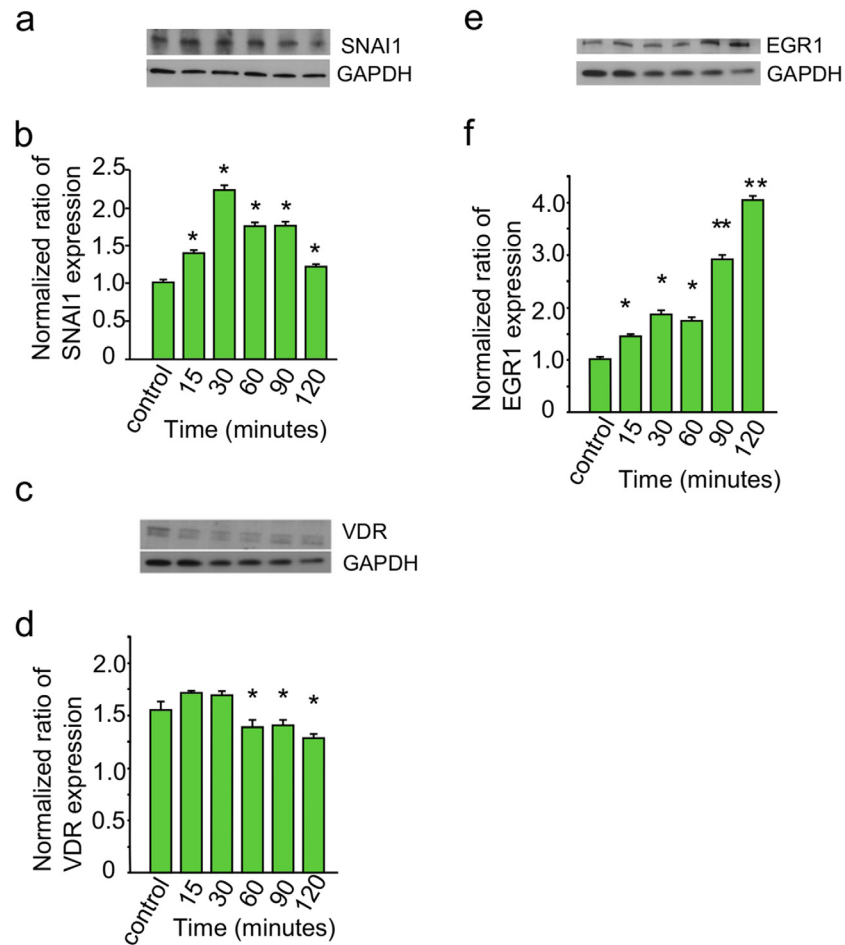 a
SNAI1
GAPDH
b
Normalized ratio of
SNAI1 expression
2.5
2.0
1.5
1.0
0.5
0
*
*
*
*
*
control
15
30
60
90
120
Time (minutes)
c
VDR
GAPDH
d
Normalized ratio of
VDR expression
2.0
1.5
1.0
0.5
0
*
*
*
control
15
30
60
90
120
Time (minutes)
e
EGR1
GAPDH
f
Normalized ratio of
EGR1 expression
4.0
3.0
2.0
1.0
0
*
*
*
**
**
control
15
30
60
90
120
Time (minutes)